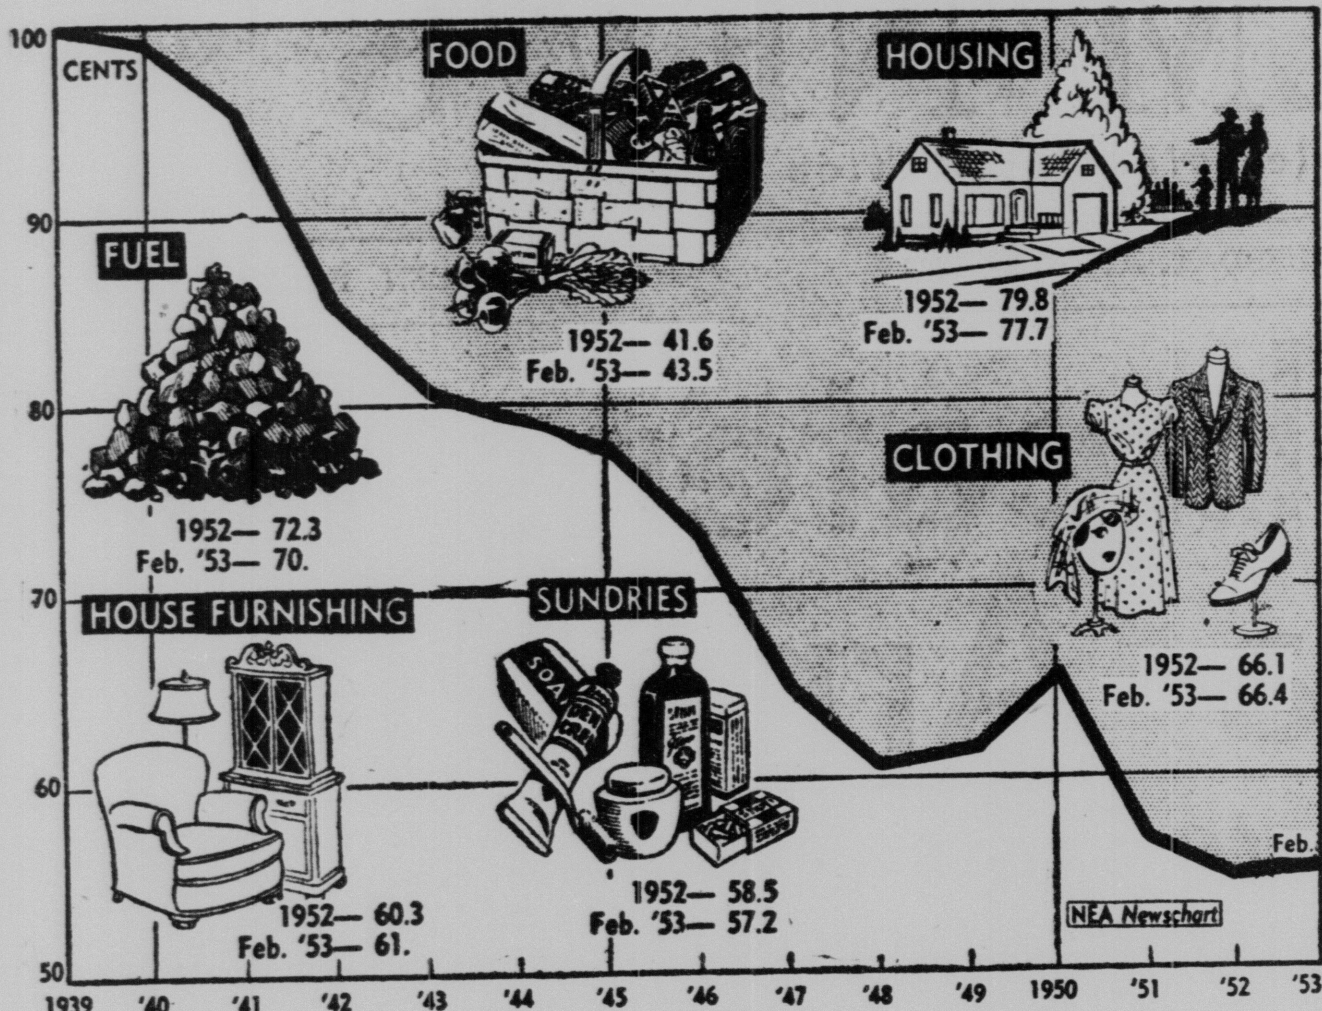 100
CENTS
FOOD
HOUSING
90
FUEL
1952— 79.8
Feb. '53— 77.7
1952— 41.6
Feb. '53— 43.5
80
CLOTHING
1952— 72.3
Feb. '53— 70.
70
HOUSE FURNISHING
SUNDRIES
SOA
1952— 66.1
Feb. '53— 66.4
60
Feb.
1952— 58.5
Feb. '53— 57.2
1952— 60.3
Feb. '53— 61.
NEA Newschart
50
1939 '40 '41 '42 '43 '44 '45 '46 '47 '48 '49 1950 '51 '52 '53